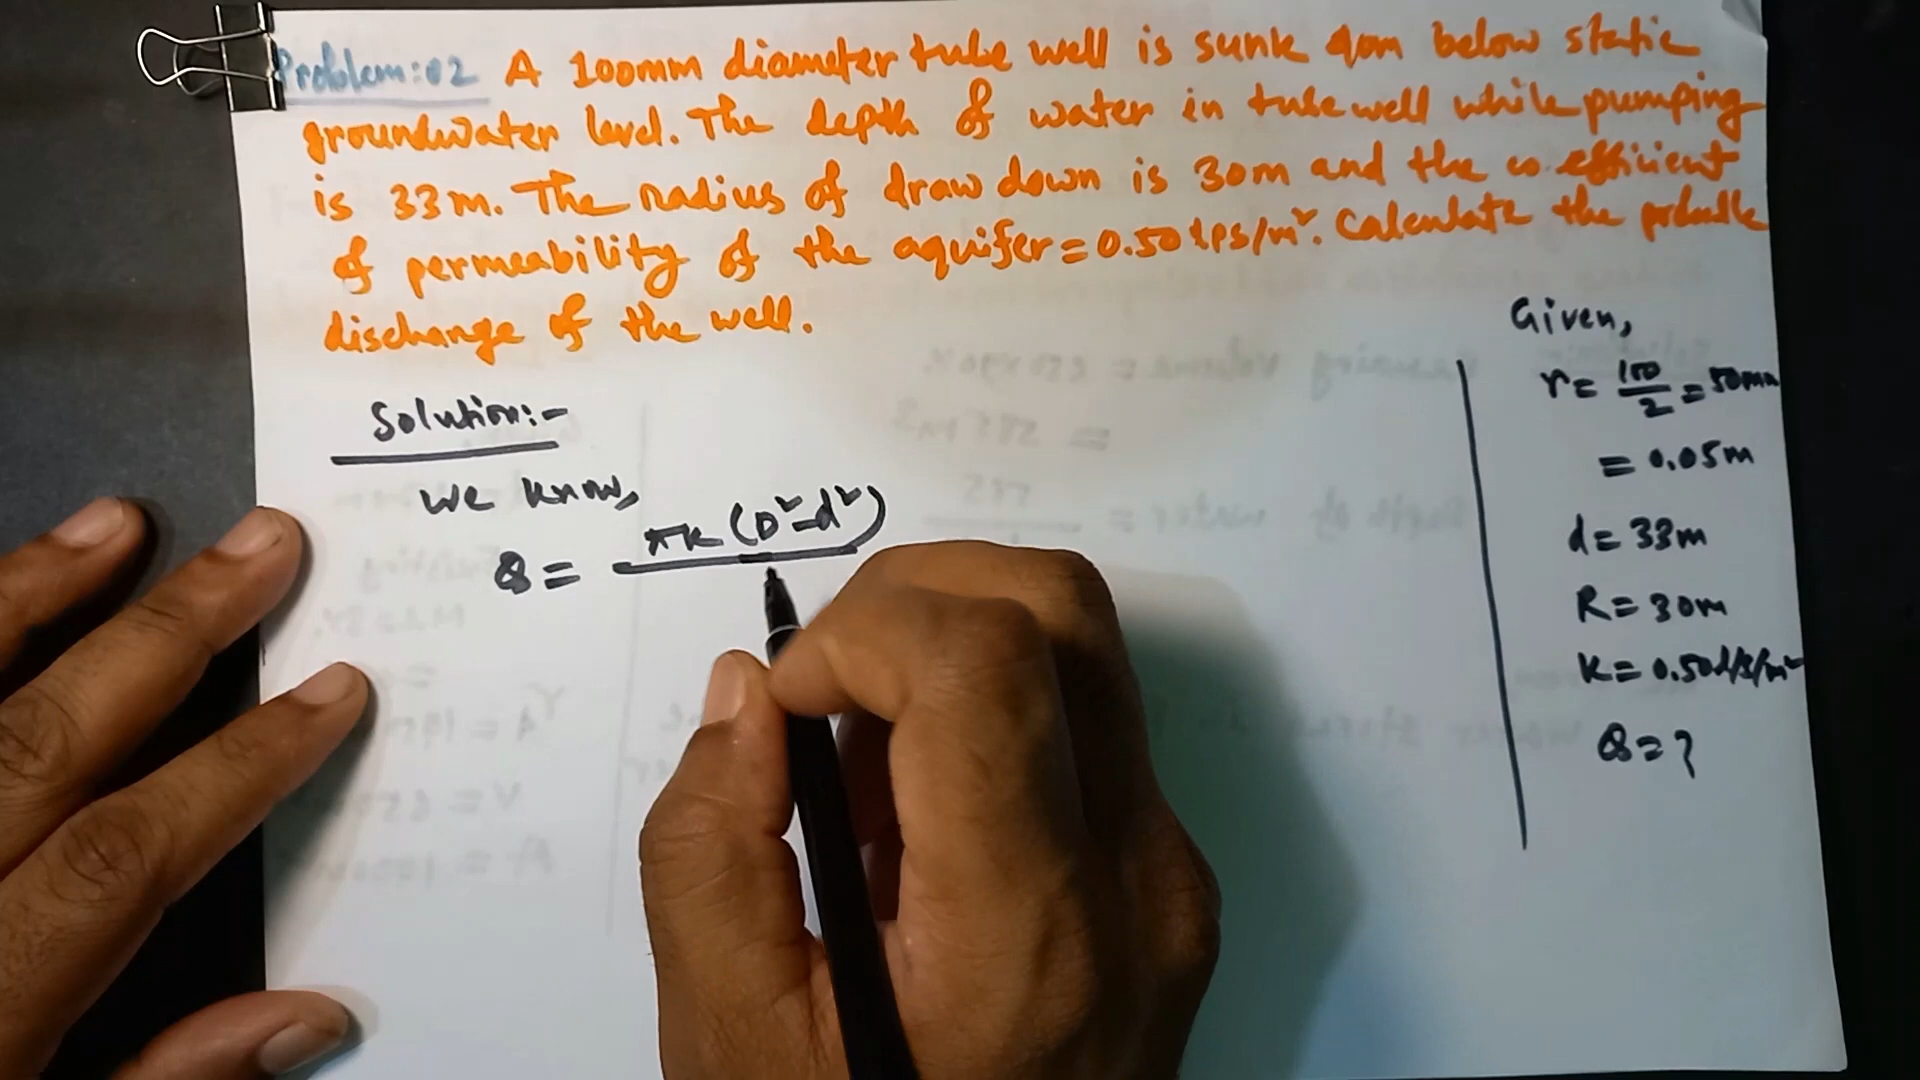 Problem:02 A 100mm diameter tube well is sunk 40m below static
groundwater level. The depth of water in tube well while pumping
is 33m. The radius of draw down is 30m and the co-efficient
of permeability of the aquifer = 0.50 lps/m². Calculate the
discharge of the well.
Solution:-
We know,
Q = πK (D²-d²)
Given,
r = 100/2 = 50mm
= 0.05m
d = 33m
R = 30m
K = 0.50 l/s/m²
Q = ?